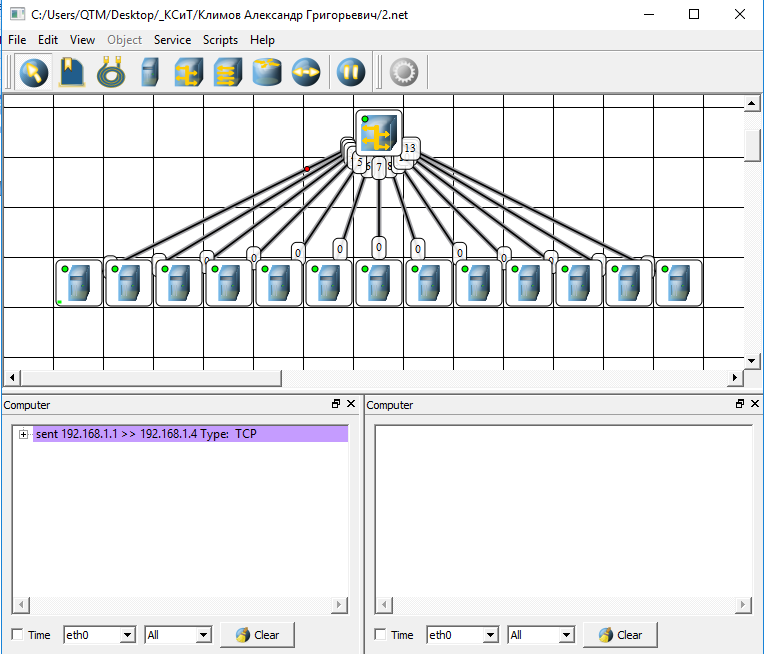 C:/Users/QTM/Desktop/_КСиТ/Климов Александр Григорьевич/2.net
File Edit View Object Service Scripts Help
13
5 6 7 8
0 0 0 0 0 0 0
Computer
sent 192.168.1.1 >> 192.168.1.4 Type: TCP
Time eth0 All Clear
Computer
Time eth0 All Clear